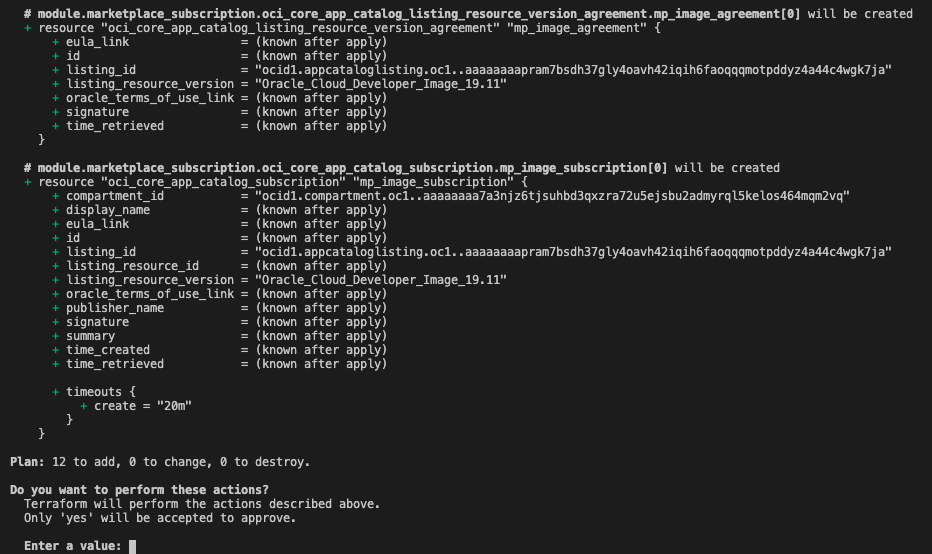 # module.marketplace_subscription.oci_core_app_catalog_listing_resource_version_agreement.mp_image_agreement[0] will be created
+ resource "oci_core_app_catalog_listing_resource_version_agreement" "mp_image_agreement" {
+ eula_link = (known after apply)
+ id = (known after apply)
+ listing_id = "ocid1.appcataloglisting.oc1..aaaaaaaapram7bsdh37gly4oavh42iqih6faoqqqmotpddyz4a44c4wgk7ja"
+ listing_resource_version = "Oracle_Cloud_Developer_Image_19.11"
+ oracle_terms_of_use_link = (known after apply)
+ signature = (known after apply)
+ time_retrieved = (known after apply)
}
# module.marketplace_subscription.oci_core_app_catalog_subscription.mp_image_subscription[0] will be created
+ resource "oci_core_app_catalog_subscription" "mp_image_subscription" {
+ compartment_id = "ocid1.compartment.oc1..aaaaaaaa7a3njz6tjsuhbd3qxzra72u5ejsbu2admyrql5kelos464mqm2vq"
+ display_name = (known after apply)
+ eula_link = (known after apply)
+ id = (known after apply)
+ listing_id = "ocid1.appcataloglisting.oc1..aaaaaaaapram7bsdh37gly4oavh42iqih6faoqqqmotpddyz4a44c4wgk7ja"
+ listing_resource_id = (known after apply)
+ listing_resource_version = "Oracle_Cloud_Developer_Image_19.11"
+ oracle_terms_of_use_link = (known after apply)
+ publisher_name = (known after apply)
+ signature = (known after apply)
+ summary = (known after apply)
+ time_created = (known after apply)
+ time_retrieved = (known after apply)
+ timeouts {
+ create = "20m"
}
}
Plan: 12 to add, 0 to change, 0 to destroy.
Do you want to perform these actions?
Terraform will perform the actions described above.
Only 'yes' will be accepted to approve.
Enter a value: